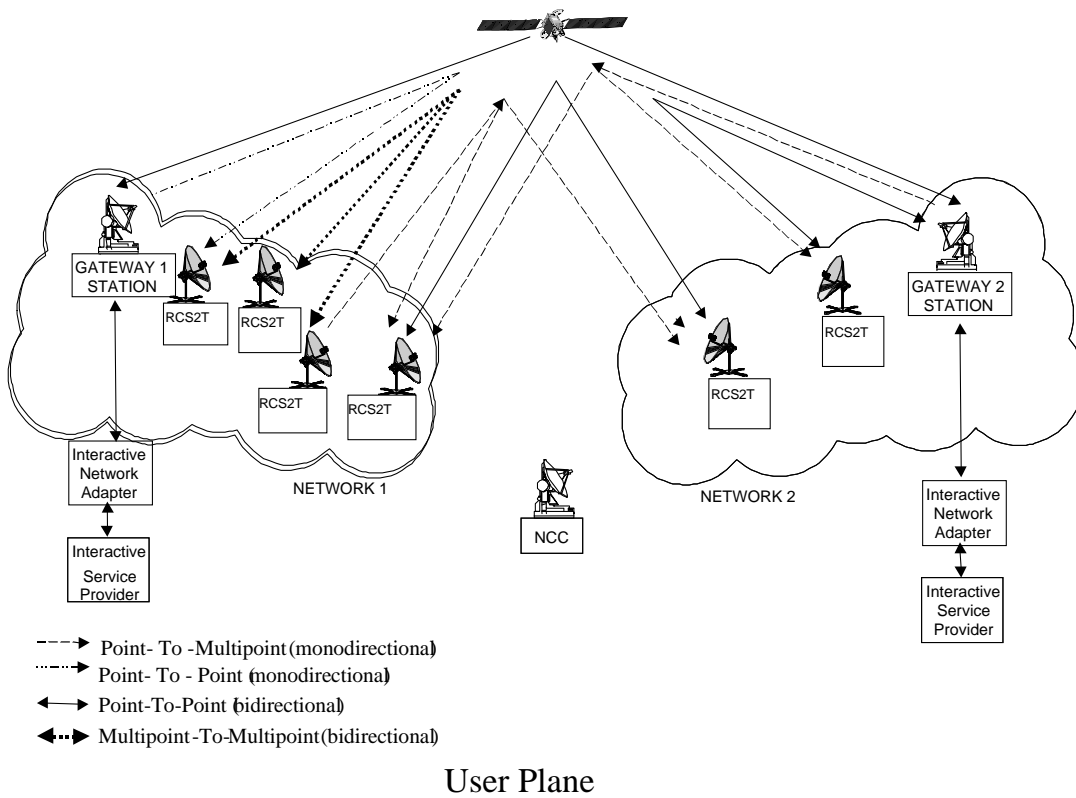 GATEWAY 1
STATION
RCS2T
RCS2T
RCS2T
RCS2T
Interactive
Network
Adapter
NETWORK 1
Interactive
Service
Provider
NCC
RCS2T
RCS2T
GATEWAY 2
STATION
NETWORK 2
Interactive
Network
Adapter
Interactive
Service
Provider
Point- To -Multipoint (monodirectional)
Point- To - Point (monodirectional)
Point-To-Point (bidirectional)
Multipoint-To-Multipoint (bidirectional)
User Plane